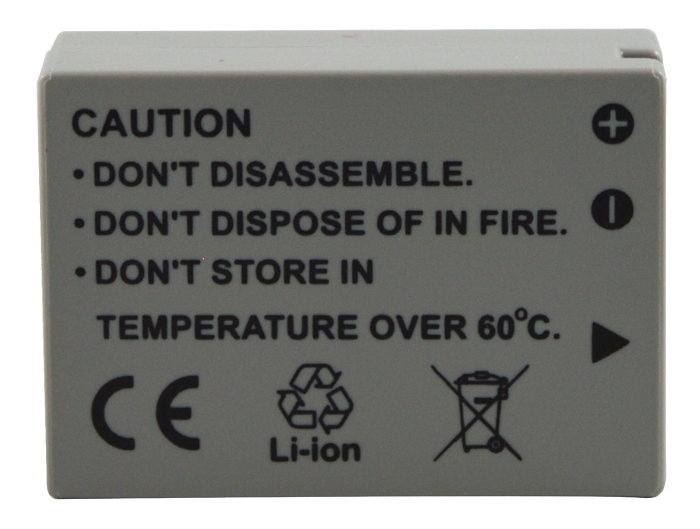 CAUTION
• DON'T DISASSEMBLE.
• DON'T DISPOSE OF IN FIRE.
• DON'T STORE IN
TEMPERATURE OVER 60°C.
CE
Li-ion